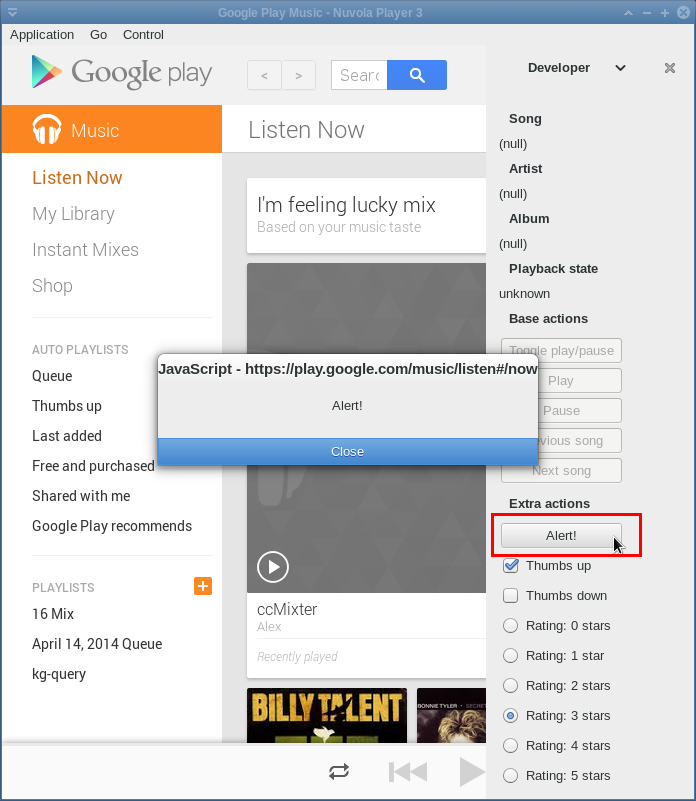 Google Play Music - Nuvola Player 3
Application Go Control
Google play
< >
Searc
Music
Listen Now
Listen Now
My Library
Instant Mixes
Shop
AUTO PLAYLISTS
Queue
Thumbs up
Last added
Free and purchased
Shared with me
Google Play recommends
PLAYLISTS
16 Mix
April 14, 2014 Queue
kg-query
I'm feeling lucky mix
Based on your music taste
ccMixter
Alex
Recently played
BILLY TALENT
BONNIE TYLER
JavaScript - https://play.google.com/music/listen#/now
Alert!
Close
Developer
Song
(null)
Artist
(null)
Album
(null)
Playback state
unknown
Base actions
Toggle play/pause
Play
Pause
vious song
Next song
Extra actions
Alert!
Thumbs up
Thumbs down
Rating: 0 stars
Rating: 1 star
Rating: 2 stars
Rating: 3 stars
Rating: 4 stars
Rating: 5 stars